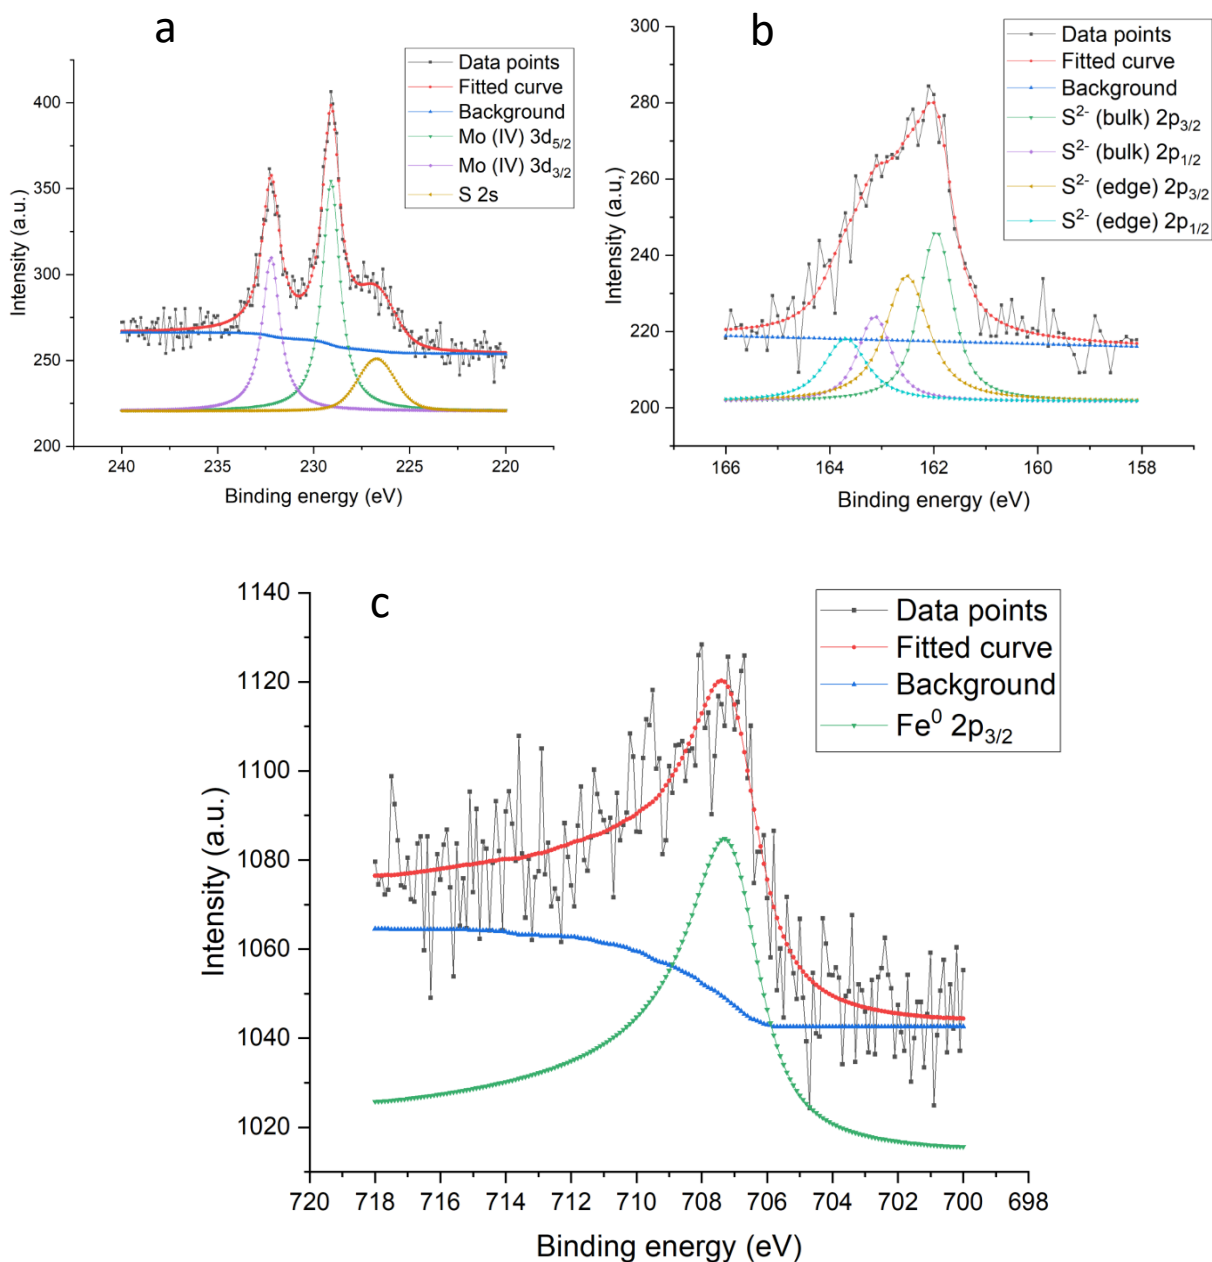 a
Data points
Fitted curve
Background
Mo (IV) 3d5/2
Mo (IV) 3d3/2
S 2s
Intensity (a.u.)
400
350
300
250
200
240 235 230 225 220
Binding energy (eV)
b
Data points
Fitted curve
Background
S2- (bulk) 2p3/2
S2- (bulk) 2p1/2
S2- (edge) 2p3/2
S2- (edge) 2p1/2
Intensity (a.u,)
300
280
260
240
220
200
166 164 162 160 158
Binding energy (eV)
c
Data points
Fitted curve
Background
Fe0 2p3/2
Intensity (a.u.)
1140
1120
1100
1080
1060
1040
1020
720 718 716 714 712 710 708 706 704 702 700 698
Binding energy (eV)